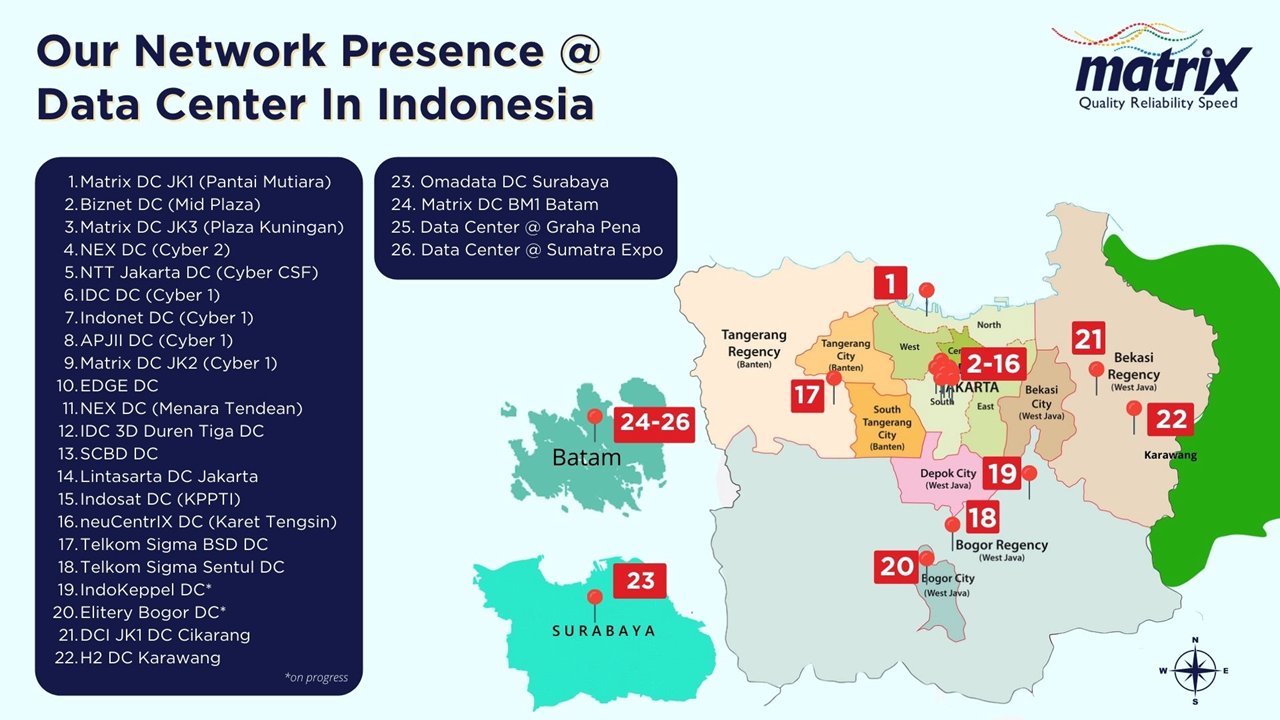 Our Network Presence @
Data Center In Indonesia
matrix
Quality Reliability Speed
1. Matrix DC JK1 (Pantai Mutiara)
2. Biznet DC (Mid Plaza)
3. Matrix DC JK3 (Plaza Kuningan)
4. NEX DC (Cyber 2)
5. NTT Jakarta DC (Cyber CSF)
6. IDC DC (Cyber 1)
7. Indonet DC (Cyber 1)
8. APJII DC (Cyber 1)
9. Matrix DC JK2 (Cyber 1)
10. EDGE DC
11. NEX DC (Menara Tendean)
12. IDC 3D Duren Tiga DC
13. SCBD DC
14. Lintasarta DC Jakarta
15. Indosat DC (KPPTI)
16. neuCentrIX DC (Karet Tengsin)
17. Telkom Sigma BSD DC
18. Telkom Sigma Sentul DC
19. IndoKeppel DC*
20. Elitery Bogor DC*
21. DCI JK1 DC Cikarang
22. H2 DC Karawang
*on progress
23. Omadata DC Surabaya
24. Matrix DC BM1 Batam
25. Data Center @ Graha Pena
26. Data Center @ Sumatra Expo
24-26
Batam
23
SURABAYA
1
North
Tangerang
Regency
(Banten)
Tangerang
City
(Banten)
West
2-16
South
East
17
South
Tangerang
City
(Banten)
Bekasi
City
(West Java)
21
Bekasi
Regency
(West Java)
22
Karawang
Depok City
(West Java)
19
18
Bogor Regency
(West Java)
20
Bogor City
(West Java)
N
W
E
S